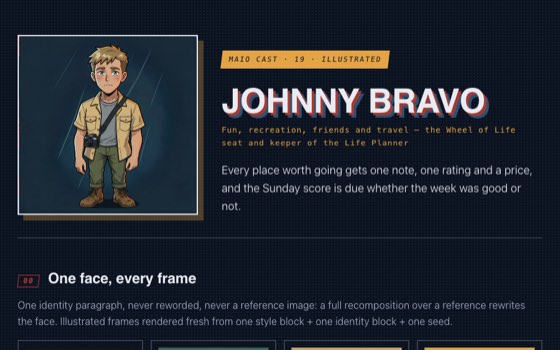 MAIO CAST · 19 · ILLUSTRATED
JOHNNY BRAVO
Fun, recreation, friends and travel — the Wheel of Life
seat and keeper of the Life Planner
Every place worth going gets one note, one rating and a price,
and the Sunday score is due whether the week was good or
not.
00 One face, every frame
One identity paragraph, never reworded, never a reference image: a full recomposition over a reference rewrites
the face. Illustrated frames rendered fresh from one style block + one identity block + one seed.